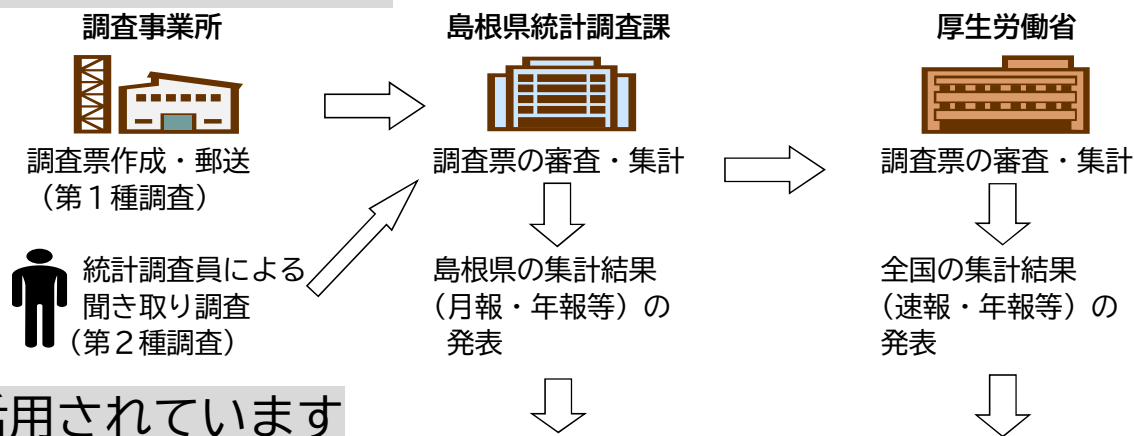 調査事業所
調査票作成・郵送
（第１種調査）
統計調査員による
聞き取り調査
（第２種調査）
島根県統計調査課
調査票の審査・集計
島根県の集計結果
（月報・年報等）の
発表
厚生労働省
調査票の審査・集計
全国の集計結果
（速報・年報等）の
発表
活用されています